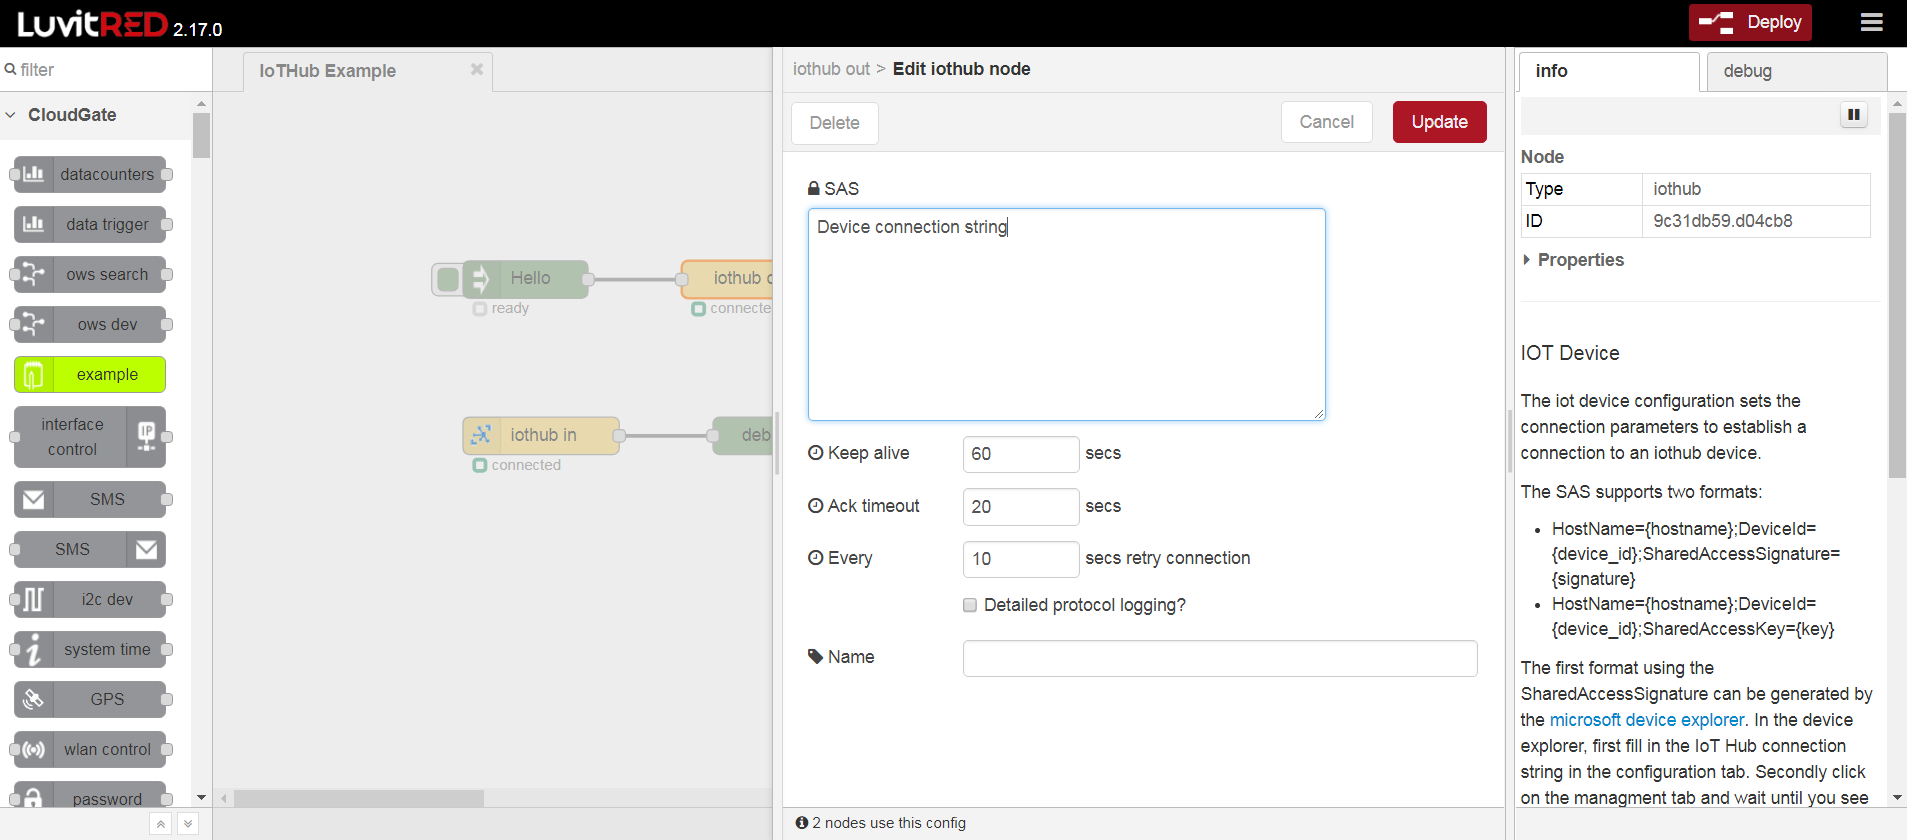 LuvitRED 2.17.0
Deploy
filter
CloudGate
datacounters
data trigger
ows search
ows dev
example
interface
control
IP
SMS
SMS
i2c dev
system time
GPS
wlan control
password
IoTHub Example
Hello
ready
iothub
connecte
iothub in
connected
deb
iothub out > Edit iothub node
Delete
Cancel
Update
SAS
Device connection string
Keep alive
60
secs
Ack timeout
20
secs
Every
10
secs retry connection
Detailed protocol logging?
Name
2 nodes use this config
info
debug
Node
Type
iothub
ID
9c31db59.d04cb8
Properties
IOT Device
The iot device configuration sets the
connection parameters to establish a
connection to an iothub device.
The SAS supports two formats:
• HostName={hostname};DeviceId=
{device_id};SharedAccessSignature=
{signature}
• HostName={hostname};DeviceId=
{device_id};SharedAccessKey={key}
The first format using the
SharedAccessSignature can be generated by
the microsoft device explorer. In the device
explorer, first fill in the IoT Hub connection
string in the configuration tab. Secondly click
on the managment tab and wait until you see